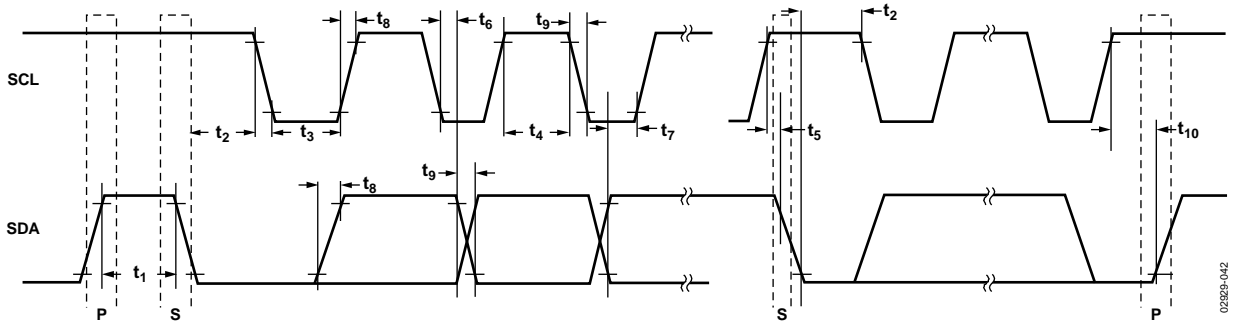 t8 t6 t9 t2
SCL
t2 t3 t4 t7 t5 t10
t9 t8
SDA
t1
P S S P
02929-042